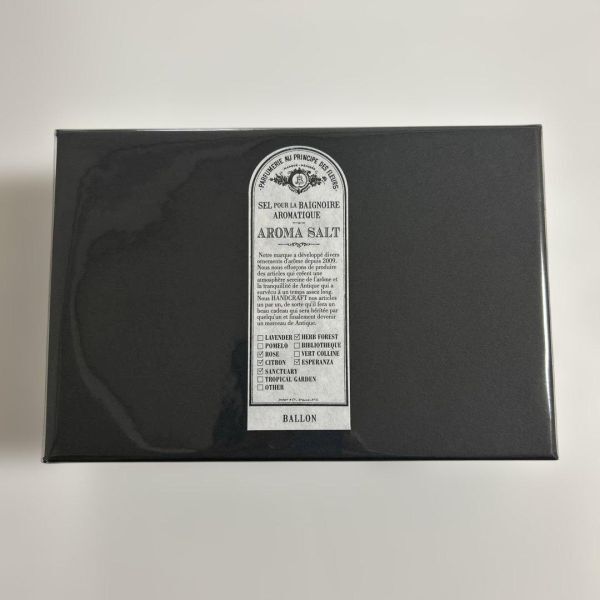 PARFUMERIE AU PRINCIPE DES FLEURS
SEL POUR LA BAIGNOIRE
AROMATIQUE
AROMA SALT
Notre marque a développé divers
ornements d'arôme depuis 2009.
Nous nous efforçons de produire
des articles qui créent une
atmosphère sereine de l'arôme et
la tranquilité de Antique qui a
survécu à un temps assez long.
Nous HANDCRAFT nos articles
un par un, de sorte qu'il fera un
beau cadeau qui sera héritée par
quelqu'un et finalement devenir
un morceau de Antique.
☐ LAVENDER ☑ HERB FOREST
☐ POMELO ☐ BIBLIOTHEQUE
☑ ROSE ☐ VERT COLLINE
☑ CITRON ☑ ESPERANZA
☑ SANCTUARY
☐ TROPICAL GARDEN
☐ OTHER
BALLON